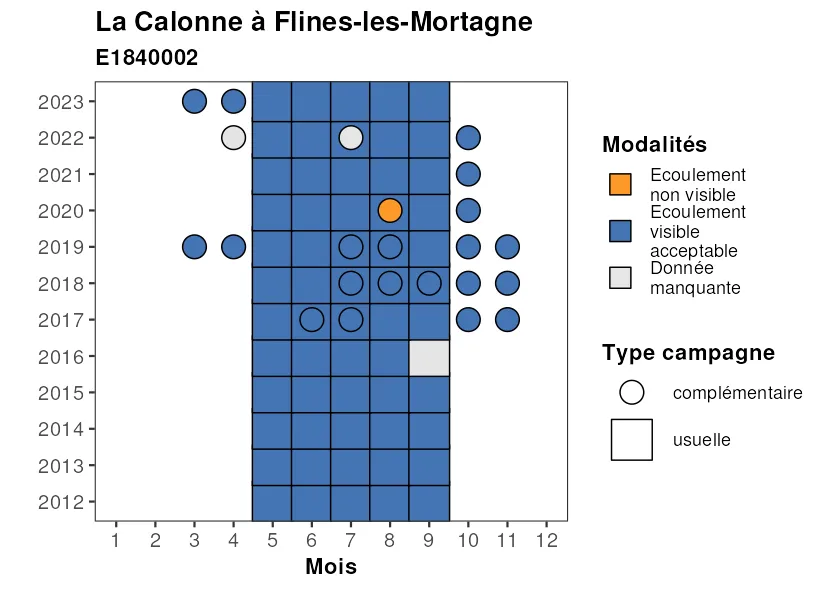 La Calonne à Flines-les-Mortagne
E1840002
2023
2022
2021
2020
2019
2018
2017
2016
2015
2014
2013
2012
1 2 3 4 5 6 7 8 9 10 11 12
Mois
Modalités
Ecoulement
non visible
Ecoulement
visible
acceptable
Donnée
manquante
Type campagne
complémentaire
usuelle